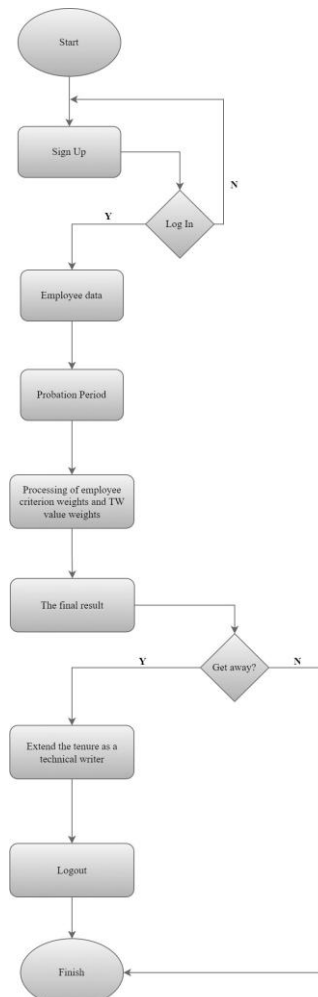 Start
Sign Up
N
Log In
Y
Employee data
Probation Period
Processing of employee
criterion weights and TW
value weights
The final result
Get away?
Y
N
Extend the tenure as a
technical writer
Logout
Finish